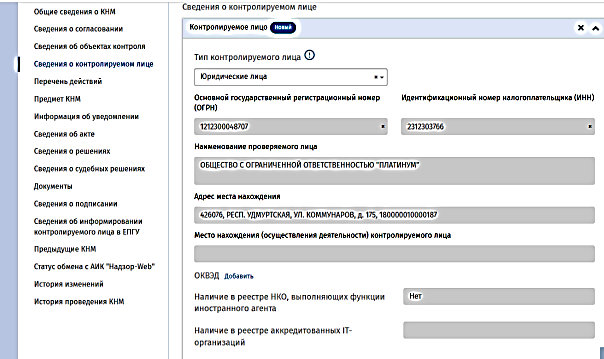 Общие сведения о КНМ
Сведения о согласовании
Сведения об объектах контроля
Сведения о контролируемом лице
Перечень действий
Предмет КНМ
Информация об уведомлении
Сведения об акте
Сведения о решениях
Сведения о судебных решениях
Документы
Сведения о подписании
Сведения об информировании
контролируемого лица в ЕПГУ
Предыдущие КНМ
Статус обмена с АИК "Надзор-Web"
История изменений
История проведения КНМ
Сведения о контролируемом лице
Контролируемое лицо Новый
Тип контролируемого лица
Юридические лица
Основной государственный регистрационный номер
(ОГРН)
1212300048707
Идентификационный номер налогоплательщика (ИНН)
2312303766
Наименование проверяемого лица
ОБЩЕСТВО С ОГРАНИЧЕННОЙ ОТВЕТСТВЕННОСТЬЮ "ПЛАТИНУМ"
Адрес места нахождения
426076, РЕСП. УДМУРТСКАЯ, УЛ. КОММУНАРОВ, д. 175, 180000010000187
Место нахождения (осуществления деятельности) контролируемого лица
ОКВЭД Добавить
Наличие в реестре НКО, выполняющих функции
иностранного агента
Нет
Наличие в реестре аккредитованных IT-
организаций